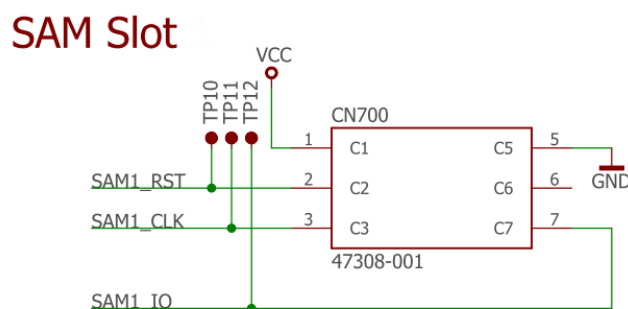 SAM Slot
VCC
TP10
TP11
TP12
CN700
1 C1 C5 5
GND
SAM1_RST 2 C2 C6 6
SAM1_CLK 3 C3 C7 7
47308-001
SAM1_IO